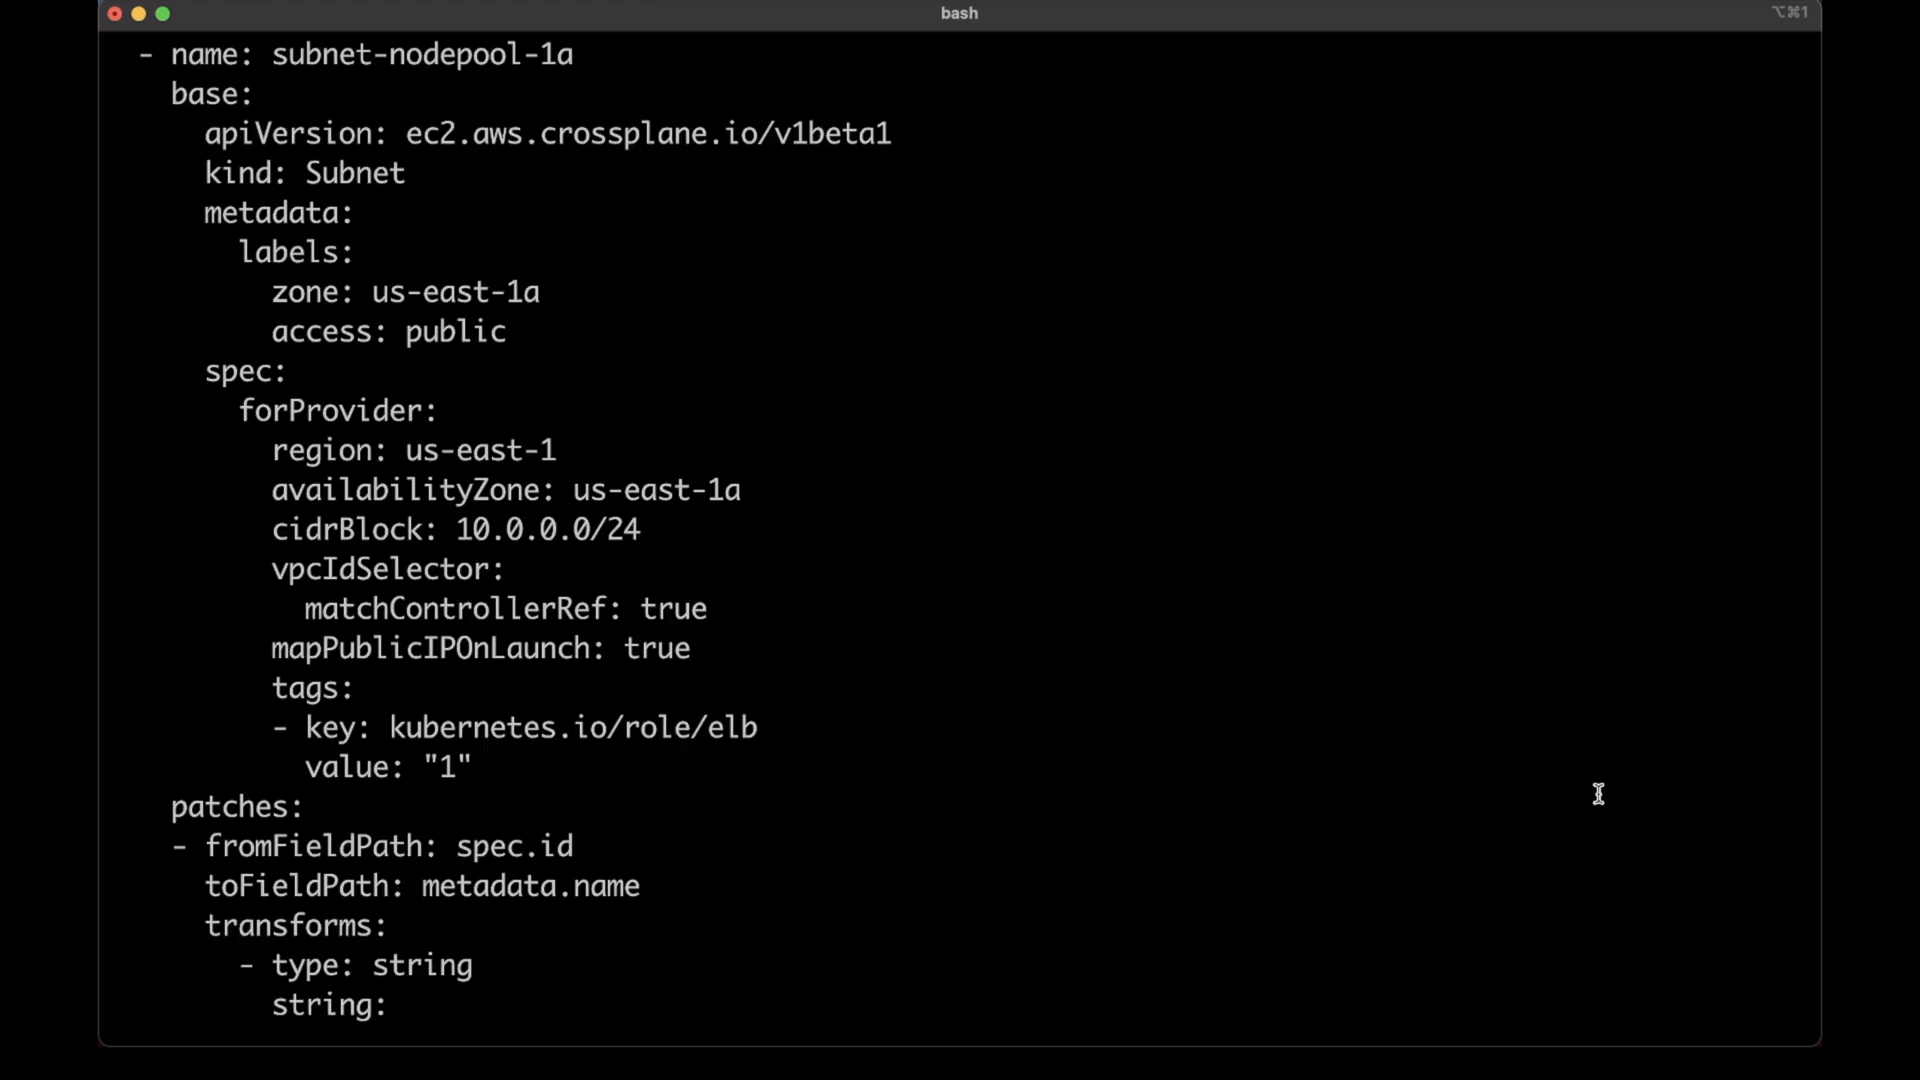 bash
⌥⌘1
- name: subnet-nodepool-1a
base:
apiVersion: ec2.aws.crossplane.io/v1beta1
kind: Subnet
metadata:
labels:
zone: us-east-1a
access: public
spec:
forProvider:
region: us-east-1
availabilityZone: us-east-1a
cidrBlock: 10.0.0.0/24
vpcIdSelector:
matchControllerRef: true
mapPublicIPOnLaunch: true
tags:
- key: kubernetes.io/role/elb
value: "1"
patches:
- fromFieldPath: spec.id
toFieldPath: metadata.name
transforms:
- type: string
string: